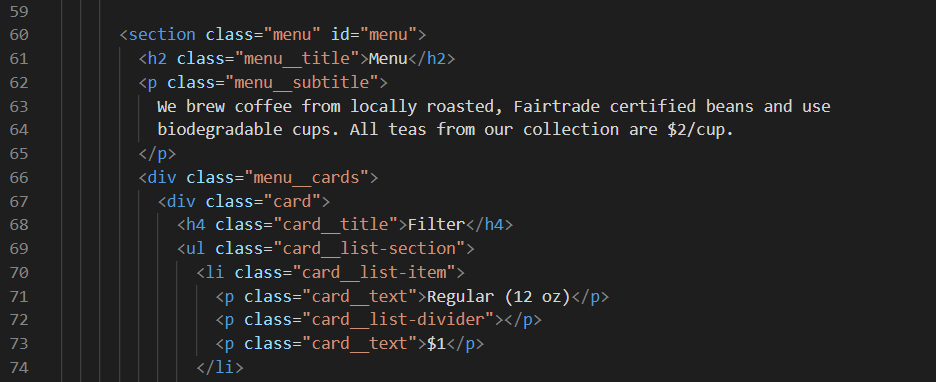 59
60 <section class="menu" id="menu">
61 <h2 class="menu__title">Menu</h2>
62 <p class="menu__subtitle">
63 We brew coffee from locally roasted, Fairtrade certified beans and use
64 biodegradable cups. All teas from our collection are $2/cup.
65 </p>
66 <div class="menu__cards">
67 <div class="card">
68 <h4 class="card__title">Filter</h4>
69 <ul class="card__list-section">
70 <li class="card__list-item">
71 <p class="card__text">Regular (12 oz)</p>
72 <p class="card__list-divider"></p>
73 <p class="card__text">$1</p>
74 </li>